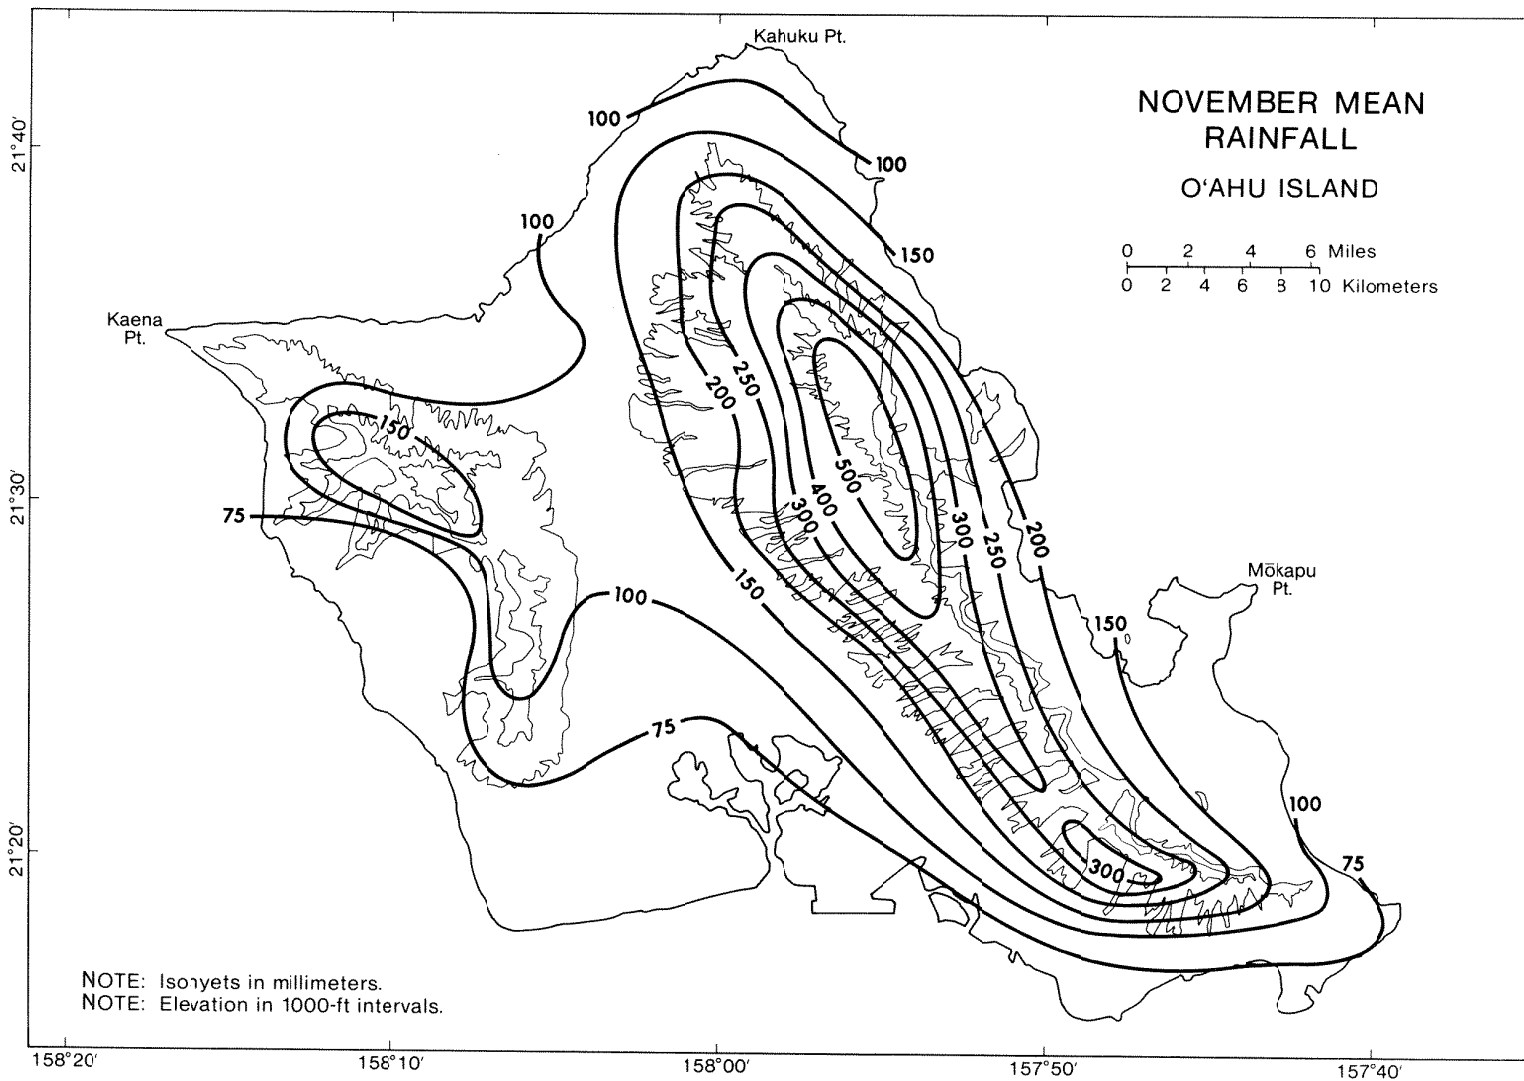 Kahuku Pt.
NOVEMBER MEAN
RAINFALL
O‘AHU ISLAND
0 2 4 6 Miles
0 2 4 6 8 10 Kilometers
21°40'
21°30'
21°20'
100
100
100
150
Kaena
Pt.
150
200
250
75
500
400
300
300
250
200
Mōkapu
Pt.
150
100
150
75
100
75
300
NOTE: Isohyets in millimeters.
NOTE: Elevation in 1000-ft intervals.
158°20'
158°10'
158°00'
157°50'
157°40'